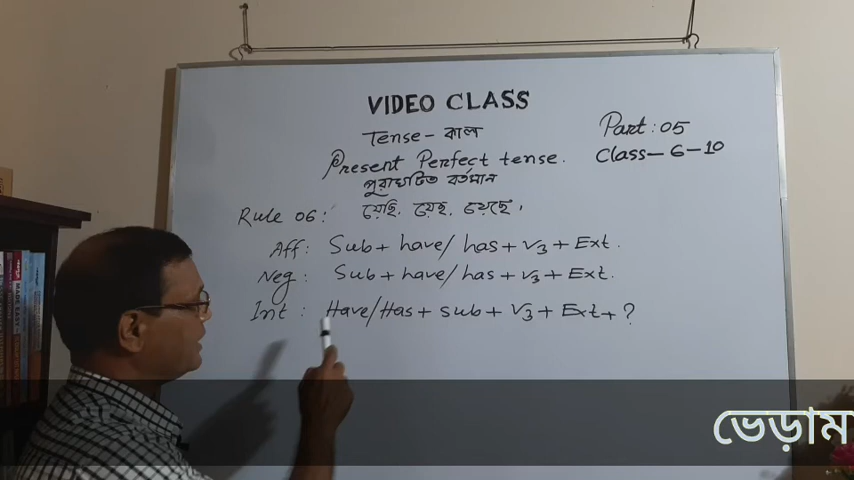 VIDEO CLASS
Tense - কাল
Part: 05
Class - 6-10
Present Perfect tense.
পুরাঘটিত বর্তমান
Rule 06: য়েছি, য়েছ, য়েছে,
Aff: Sub + have/has + V3 + Ext.
Neg: Sub + have/has + V3 + Ext.
Int: Have/Has + sub + V3 + Ext + ?
ভেড়াম